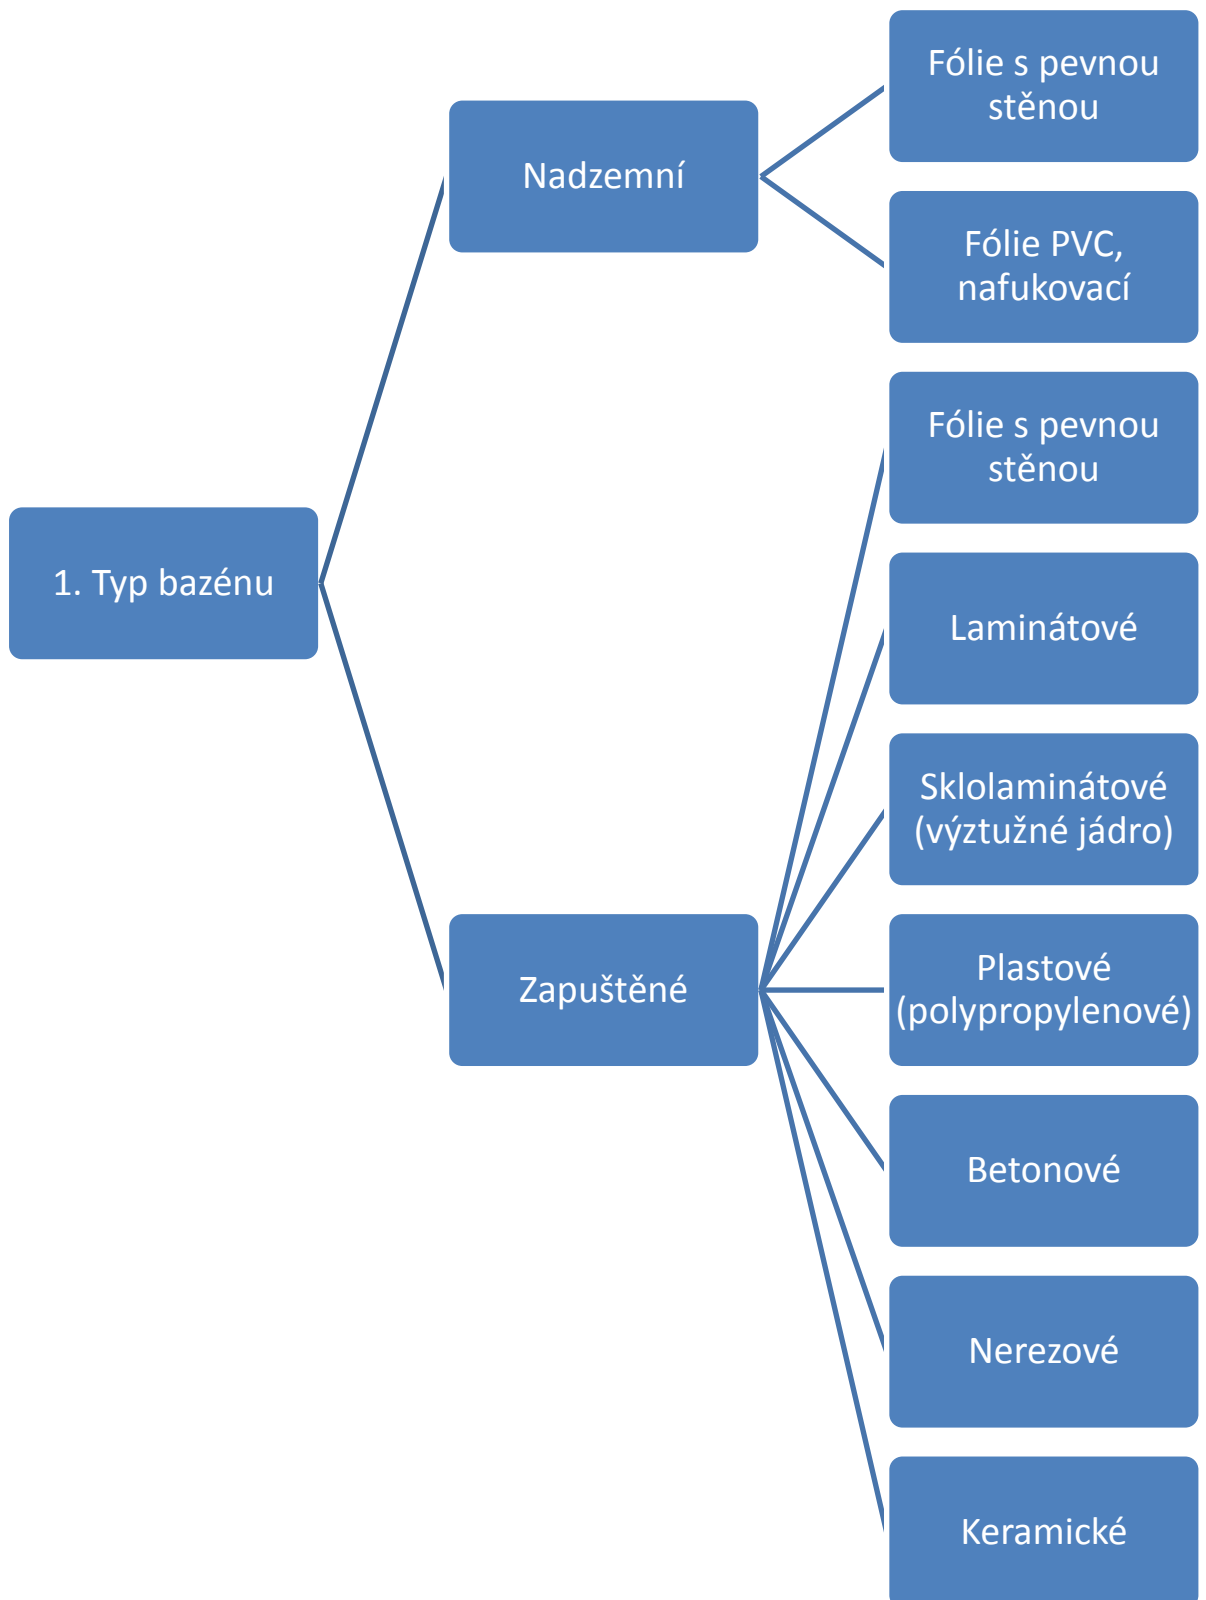 1. Typ bazénu
Nadzemní
Fólie s pevnou
stěnou
Fólie PVC,
nafukovací
Zapuštěné
Fólie s pevnou
stěnou
Laminátové
Sklolaminátové
(výztužné jádro)
Plastové
(polypropylenové)
Betonové
Nerezové
Keramické